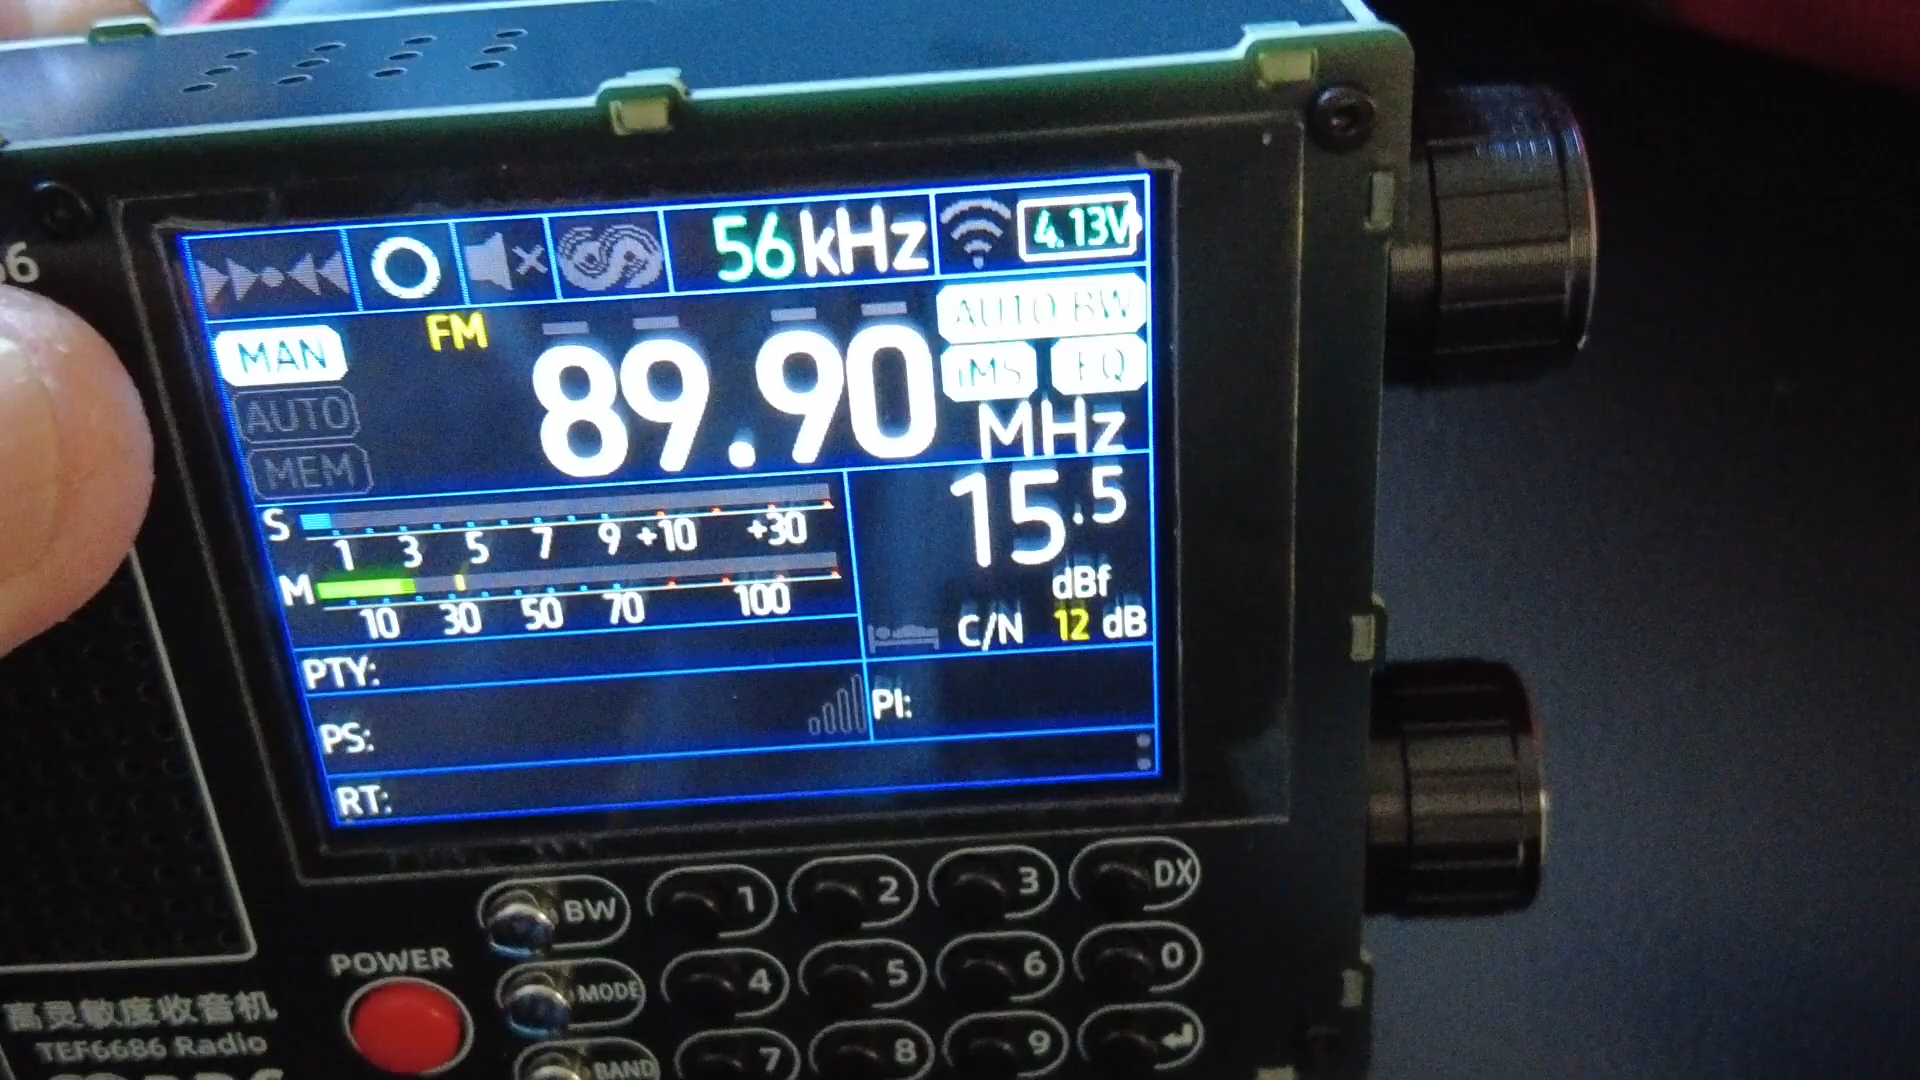 56kHz 4.13V
MAN FM 89.90 MHz AUTO BW
iMS EQ
AUTO
MEM
S 1 3 5 7 9 +10 +30
15.5 dBf
M 10 30 50 70 100
C/N 12 dB
PTY:
PS: PI:
RT:
BW 1 2 3 DX
POWER
MODE 4 5 6 0
BAND 7 8 9
高灵敏度收音机
TEF6686 Radio